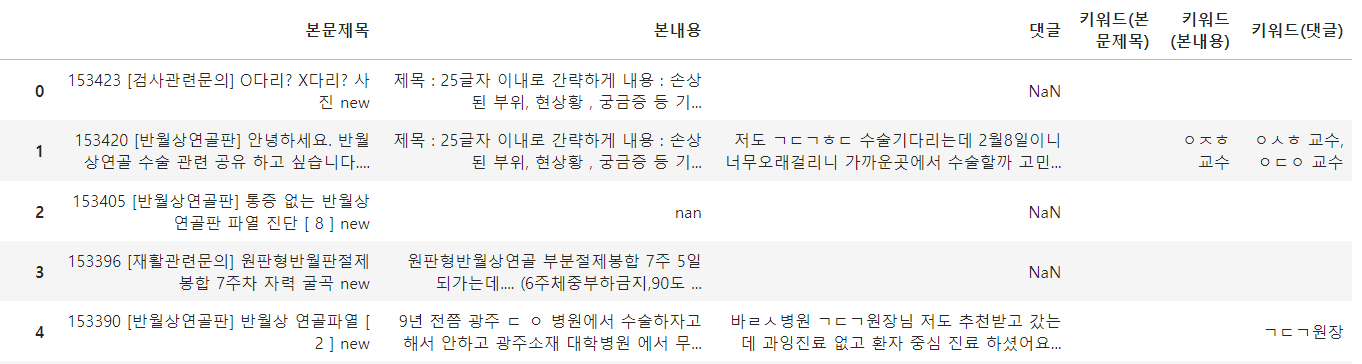 본문제목 본내용 댓글 키워드(본문제목) 키워드(본내용) 키워드(댓글)
0 153423 [검사관련문의] O다리? X다리? 사진 new 제목 : 25글자 이내로 간략하게 내용 : 손상된 부위, 현상황 , 궁금증 등 기... NaN
1 153420 [반월상연골판] 안녕하세요. 반월상연골 수술 관련 공유 하고 싶습니다.... 제목 : 25글자 이내로 간략하게 내용 : 손상된 부위, 현상황 , 궁금증 등 기... 저도 ㄱㄷㄱㅎㄷ 수술기다리는데 2월8일이니 너무오래걸리니 가까운곳에서 수술할까 고민... ㅇㅈㅎ 교수 ㅇㅅㅎ 교수, ㅇㄷㅇ 교수
2 153405 [반월상연골판] 통증 없는 반월상연골판 파열 진단 [ 8 ] new nan NaN
3 153396 [재활관련문의] 원판형반월판절제봉합 7주차 자력 굴곡 new 원판형반월상연골 부분절제봉합 7주 5일 되가는데.... (6주체중부하금지,90도 ... NaN
4 153390 [반월상연골판] 반월상 연골파열 [ 2 ] new 9년 전쯤 광주 ㄷ ㅇ 병원에서 수술하자고 해서 안하고 광주소재 대학병원 에서 무... 바ㄹㅅ병원 ㄱㄷㄱ원장님 저도 추천받고 갔는데 과잉진료 없고 환자 중심 진료 하셨어요... ㄱㄷㄱ원장